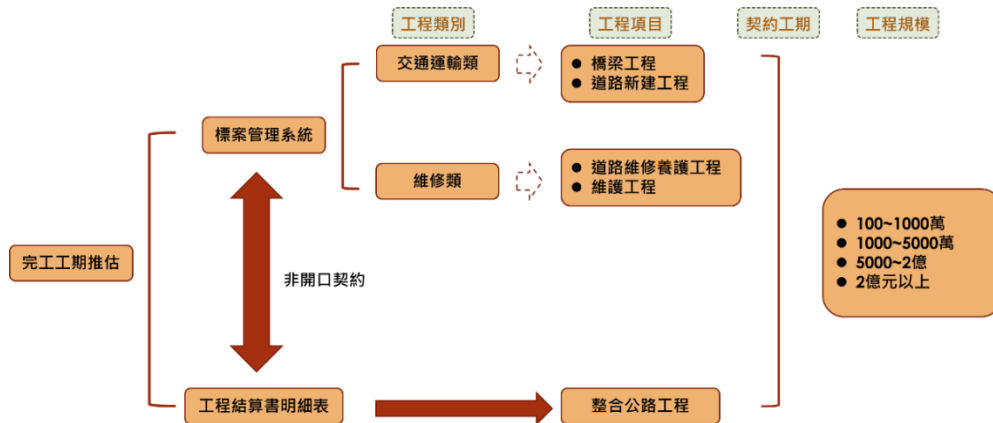 工程類別
工程項目
契約工期
工程規模
交通運輸類
● 橋梁工程
● 道路新建工程
標案管理系統
維修類
● 道路維修養護工程
● 維護工程
● 100~1000萬
● 1000~5000萬
● 5000~2億
● 2億元以上
完工工期推估
非開口契約
工程結算書明細表
整合公路工程